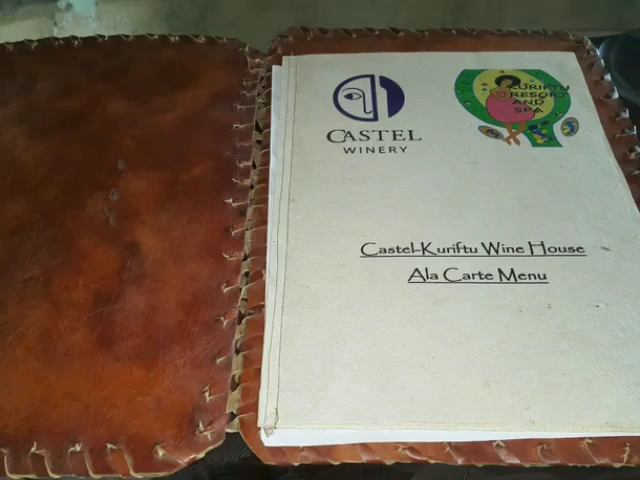 CASTEL
WINERY
KURIFTU
RESORT
AND
SPA
Castel-Kuriftu Wine House
Ala Carte Menu